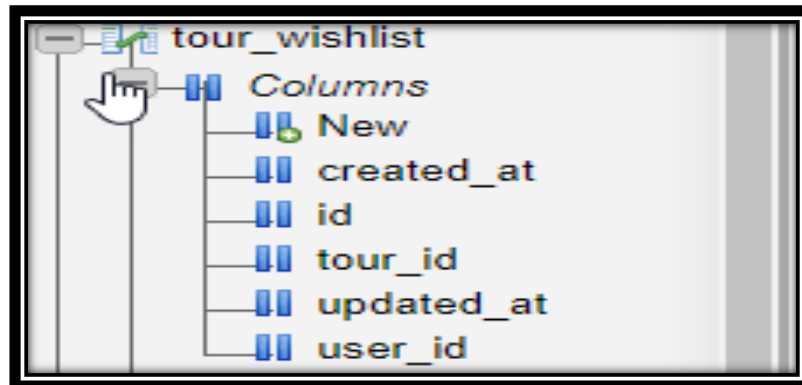 tour_wishlist
Columns
New
created_at
id
tour_id
updated_at
user_id